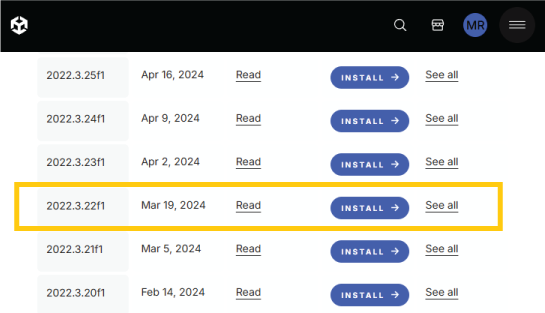 MR
2022.3.25f1 Apr 16, 2024 Read INSTALL → See all
2022.3.24f1 Apr 9, 2024 Read INSTALL → See all
2022.3.23f1 Apr 2, 2024 Read INSTALL → See all
2022.3.22f1 Mar 19, 2024 Read INSTALL → See all
2022.3.21f1 Mar 5, 2024 Read INSTALL → See all
2022.3.20f1 Feb 14, 2024 Read INSTALL → See all